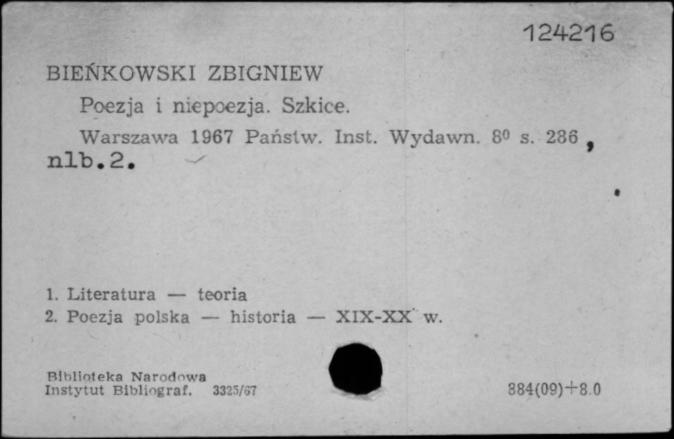 124216
BIEŃKOWSKI ZBIGNIEW
Poezja i niepoezja. Szkice.
Warszawa 1967 Państw. Inst. Wydawn. 8⁰ s. 286,
nlb. 2.
1. Literatura — teoria
2. Poezja polska — historia — XIX-XX w.
Biblioteka Narodowa
Instytut Bibliograf. 3325/67
884(09)+8.0